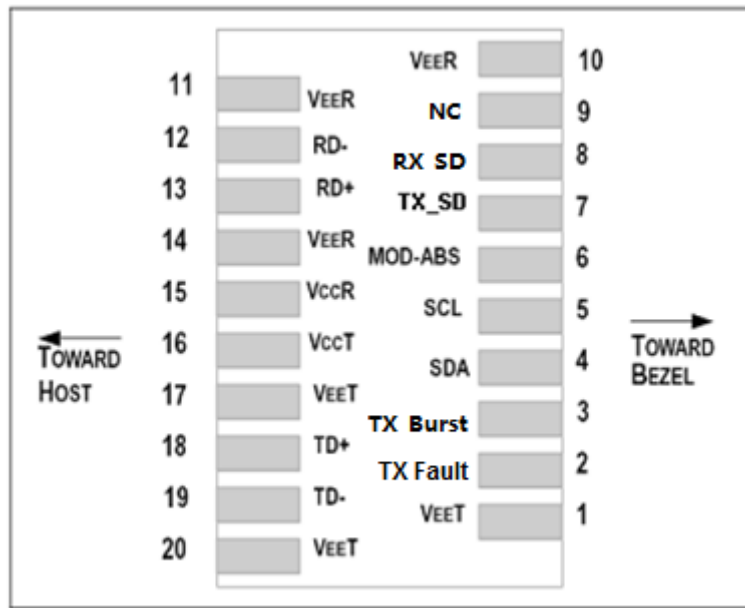 11 VEER
12 RD-
13 RD+
14 VEER
15 VCCR
16 VCCT
17 VEET
18 TD+
19 TD-
20 VEET
TOWARD
HOST
VEER 10
NC 9
RX SD 8
TX_SD 7
MOD-ABS 6
SCL 5
SDA 4
TX Burst 3
TX Fault 2
VEET 1
TOWARD
BEZEL